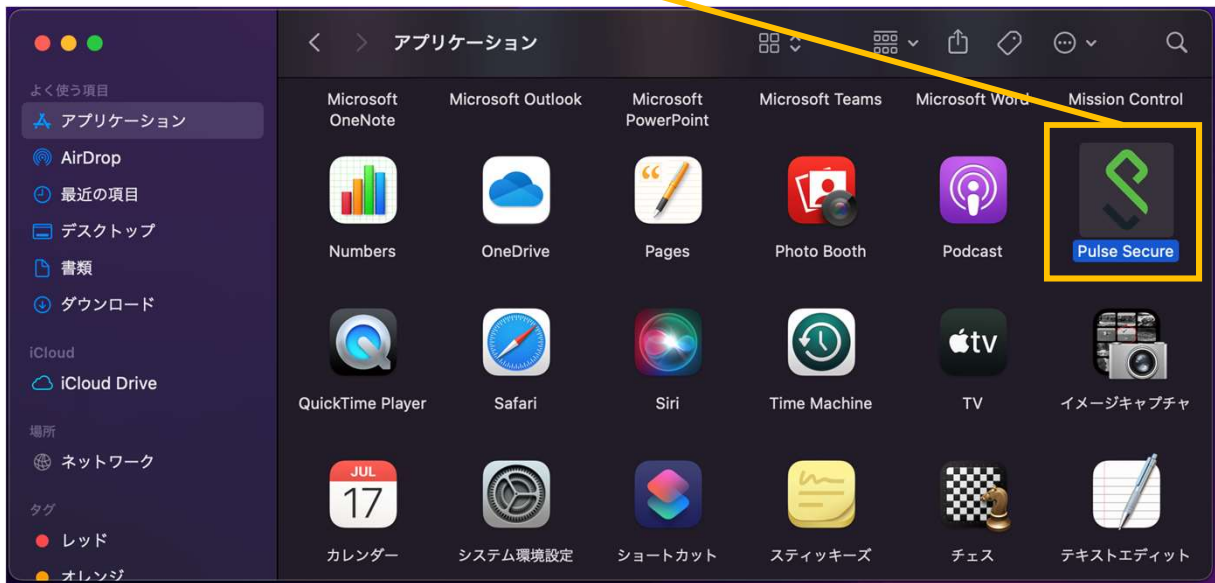 アプリケーション
よく使う項目
アプリケーション
AirDrop
最近の項目
デスクトップ
書類
ダウンロード
iCloud
iCloud Drive
場所
ネットワーク
タグ
レッド
オレンジ
Microsoft
OneNote
Microsoft Outlook
Microsoft
PowerPoint
Microsoft Teams
Microsoft Word
Mission Control
Numbers
OneDrive
Pages
Photo Booth
Podcast
Pulse Secure
tv
QuickTime Player
Safari
Siri
Time Machine
TV
イメージキャプチャ
JUL
17
カレンダー
システム環境設定
ショートカット
スティッキーズ
チェス
テキストエディット